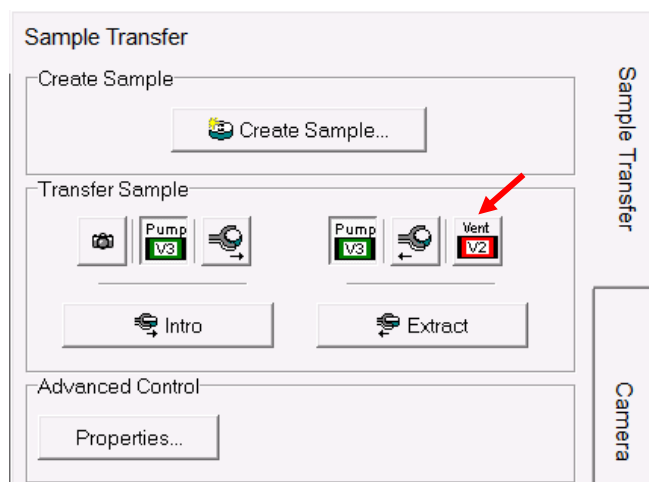 Sample Transfer
Create Sample
Create Sample...
Transfer Sample
Pump
V3
Pump
V3
Vent
V2
Intro
Extract
Advanced Control
Properties...
Sample Transfer
Camera